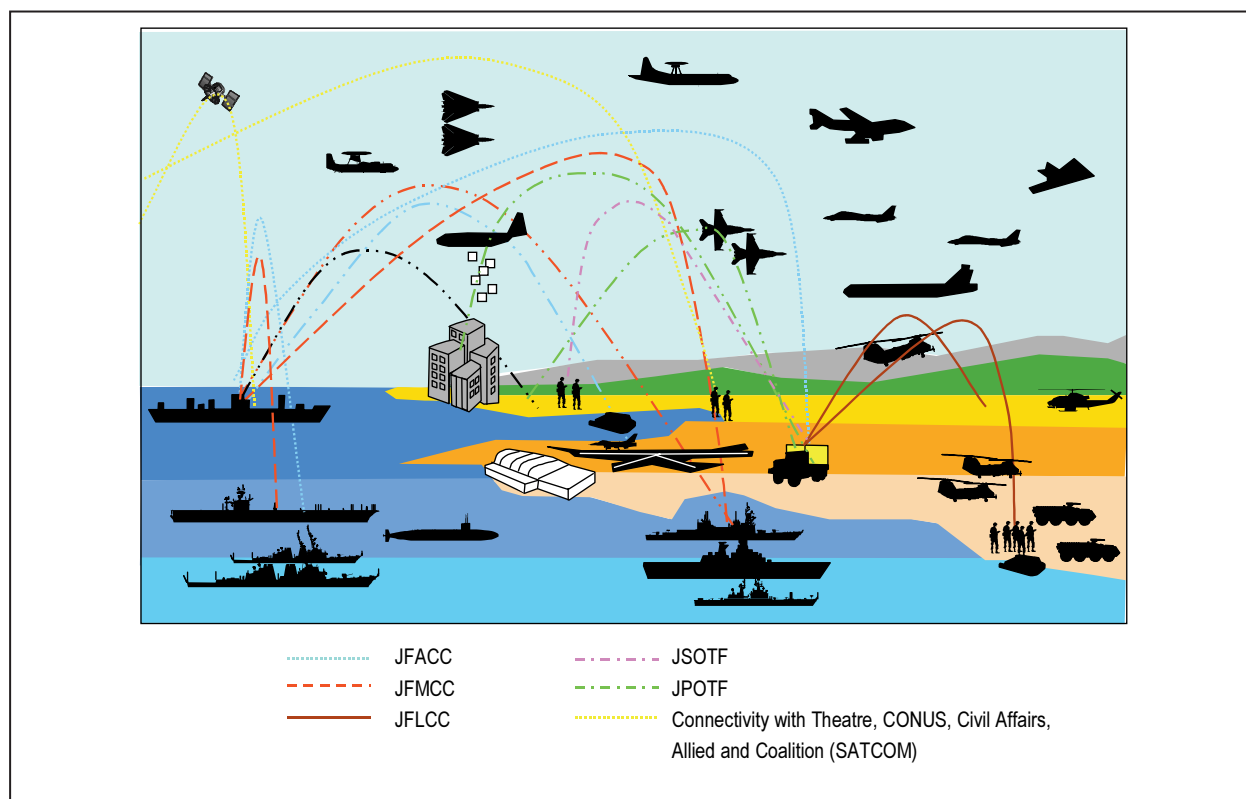 JFACC
JFMCC
JFLCC
JSOTF
JPOTF
Connectivity with Theatre, CONUS, Civil Affairs,
Allied and Coalition (SATCOM)